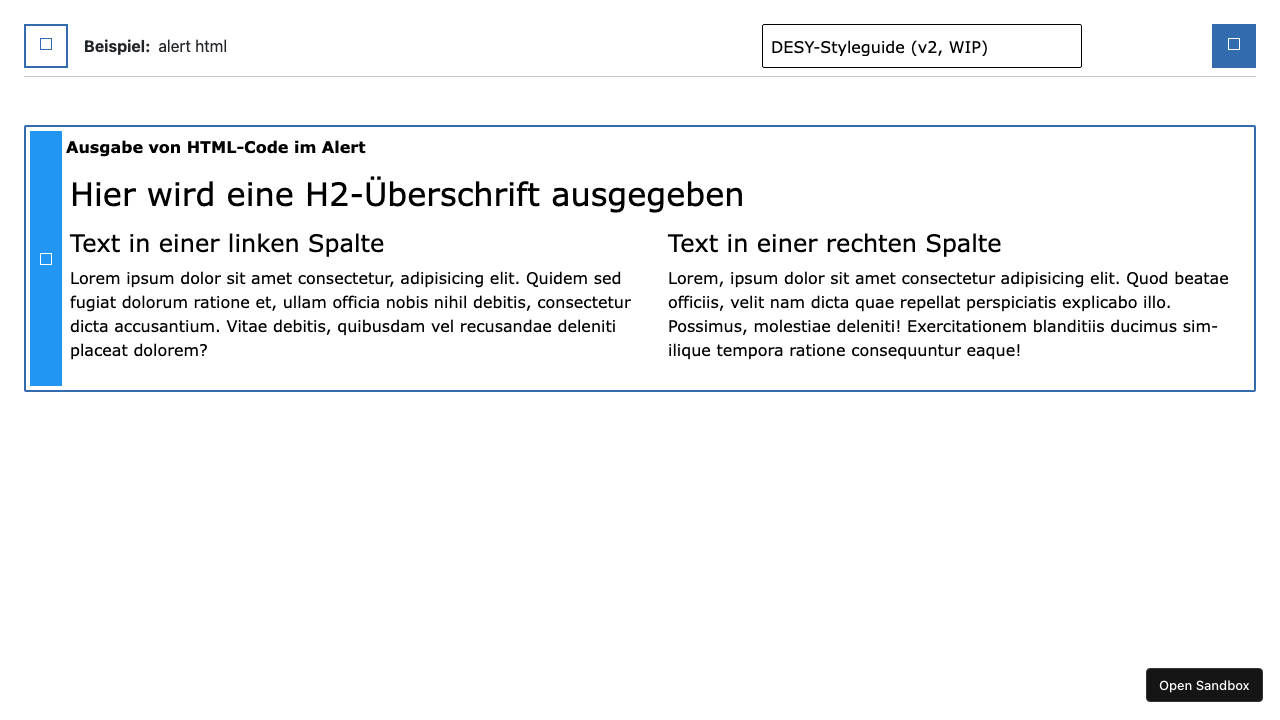 Beispiel: alert html
DESY-Styleguide (v2, WIP)
Ausgabe von HTML-Code im Alert
Hier wird eine H2-Überschrift ausgegeben
Text in einer linken Spalte
Lorem ipsum dolor sit amet consectetur, adipisicing elit. Quidem sed
fugiat dolorum ratione et, ullam officia nobis nihil debitis, consectetur
dicta accusantium. Vitae debitis, quibusdam vel recusandae deleniti
placeat dolorem?
Text in einer rechten Spalte
Lorem, ipsum dolor sit amet consectetur adipisicing elit. Quod beatae
officiis, velit nam dicta quae repellat perspiciatis explicabo illo.
Possimus, molestiae deleniti! Exercitationem blanditiis ducimus sim-
ilique tempora ratione consequuntur eaque!
Open Sandbox